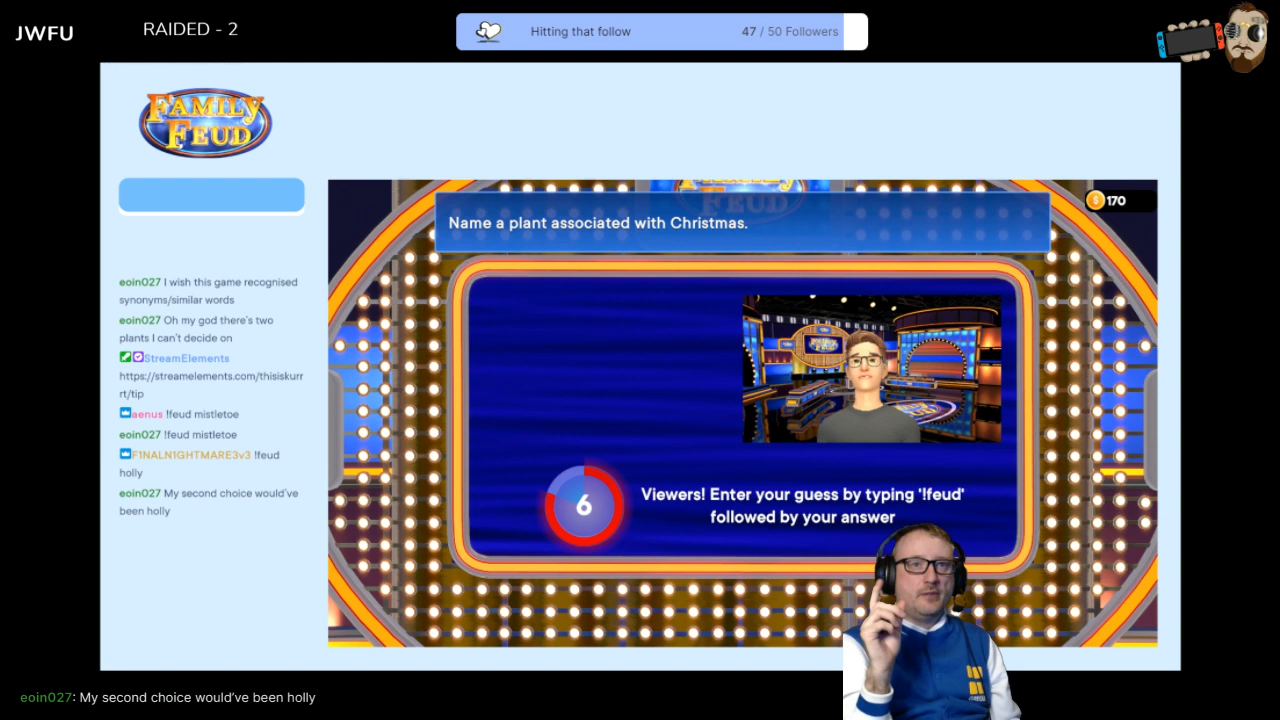 JWFU
RAIDED - 2
Hitting that follow
47 / 50 Followers
FAMILY
FEUD
170
Name a plant associated with Christmas.
eoin027 I wish this game recognised
synonyms/similar words
eoin027 Oh my god there's two
plants I can't decide on
StreamElements
https://streamelements.com/thisiskurr
rt/tip
aenus !feud mistletoe
eoin027 !feud mistletoe
F1NALN1GHTMARE3v3 !feud
holly
eoin027 My second choice would've
been holly
6
Viewers! Enter your guess by typing '!feud'
followed by your answer
eoin027: My second choice would've been holly